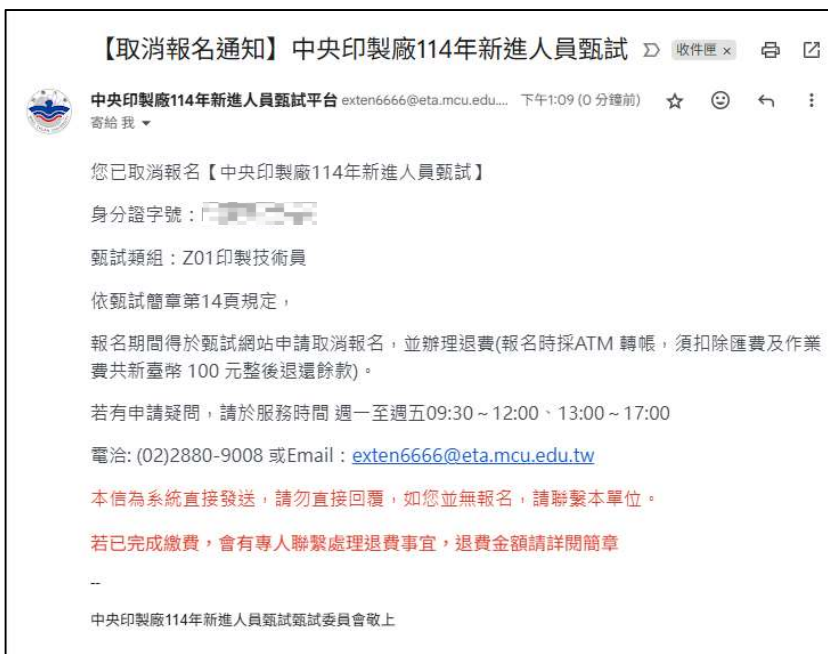 【取消報名通知】中央印製廠114年新進人員甄試
收件匣 ×
中央印製廠114年新進人員甄試平台 exten6666@eta.mcu.edu.... 下午1:09 (0 分鐘前)
寄給 我
您已取消報名【中央印製廠114年新進人員甄試】
身分證字號：
甄試類組：Z01印製技術員
依甄試簡章第14頁規定，
報名期間得於甄試網站申請取消報名，並辦理退費(報名時採ATM 轉帳，須扣除匯費及作業
費共新臺幣 100 元整後退還餘款)。
若有申請疑問，請於服務時間 週一至週五09:30～12:00、13:00～17:00
電洽: (02)2880-9008 或Email：exten6666@eta.mcu.edu.tw
本信為系統直接發送，請勿直接回覆，如您並無報名，請聯繫本單位。
若已完成繳費，會有專人聯繫處理退費事宜，退費金額請詳閱簡章
--
中央印製廠114年新進人員甄試甄試委員會敬上